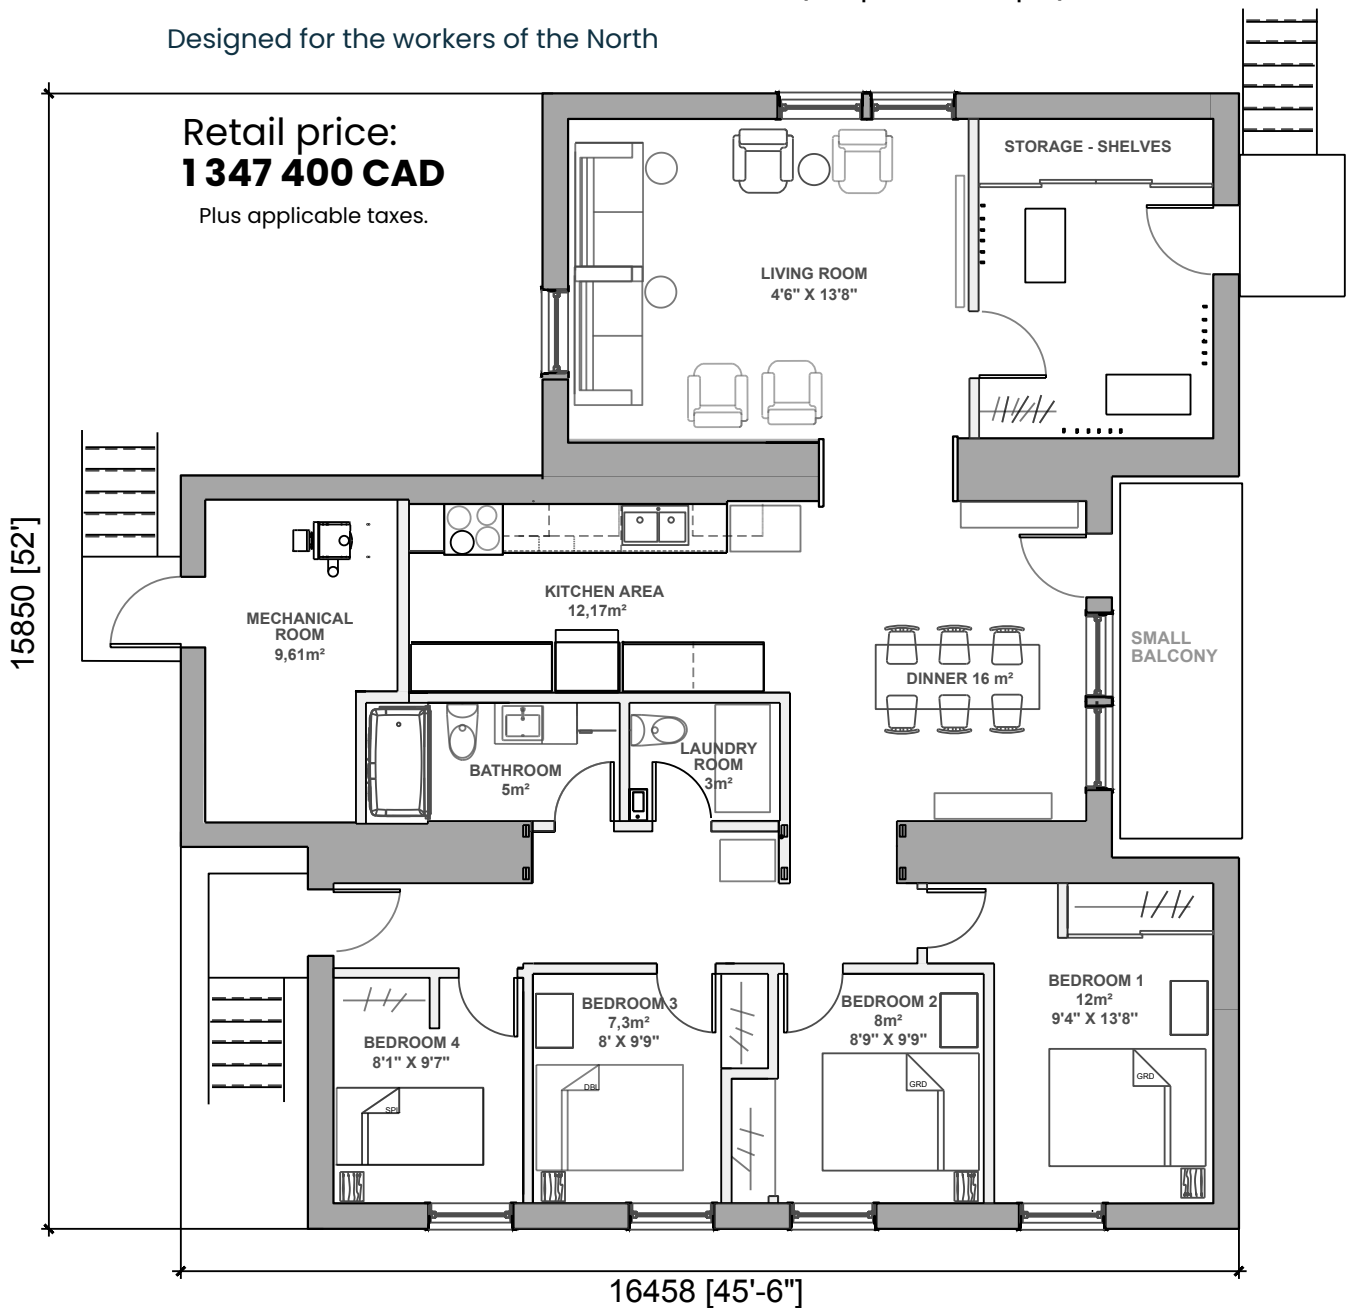 Designed for the workers of the North
Retail price:
1 347 400 CAD
Plus applicable taxes.
STORAGE - SHELVES
LIVING ROOM
4'6" X 13'8"
15850 [52']
KITCHEN AREA
12,17m²
MECHANICAL
ROOM
9,61m²
SMALL
BALCONY
DINNER 16 m²
LAUNDRY
ROOM
3m²
BATHROOM
5m²
BEDROOM 1
12m²
9'4" X 13'8"
BEDROOM 3
7,3m²
8' X 9'9"
BEDROOM 2
8m²
8'9" X 9'9"
BEDROOM 4
8'1" X 9'7"
GRD
GRD
DBL
16458 [45'-6"]